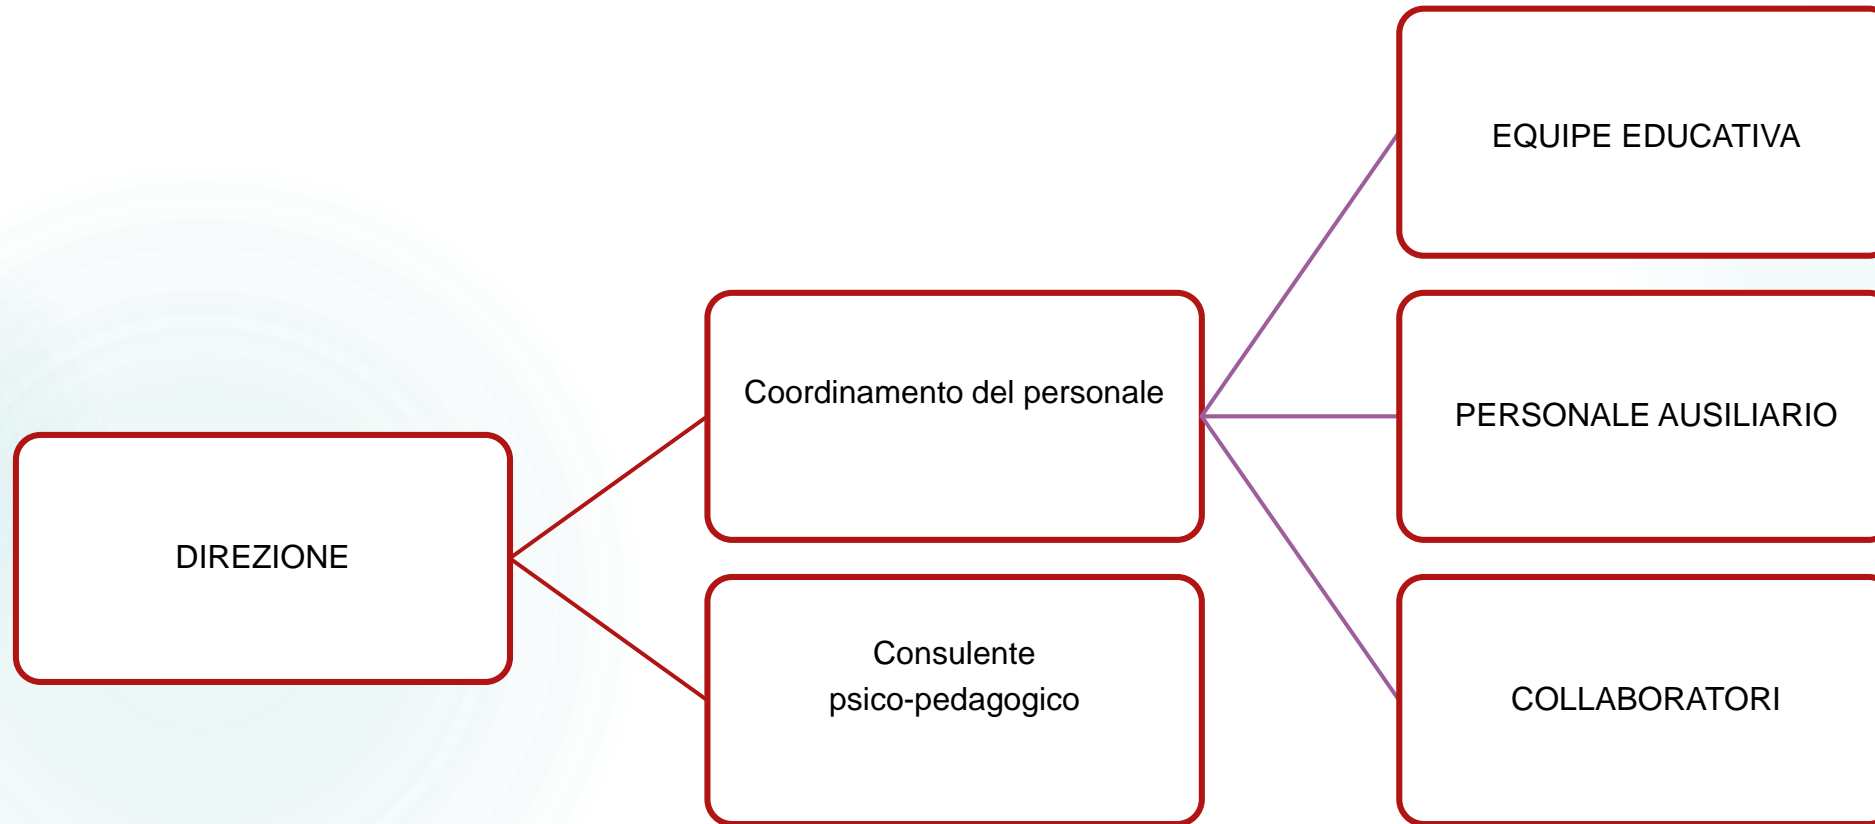 DIREZIONE
Coordinamento del personale
Consulente
psico-pedagogico
EQUIPE EDUCATIVA
PERSONALE AUSILIARIO
COLLABORATORI